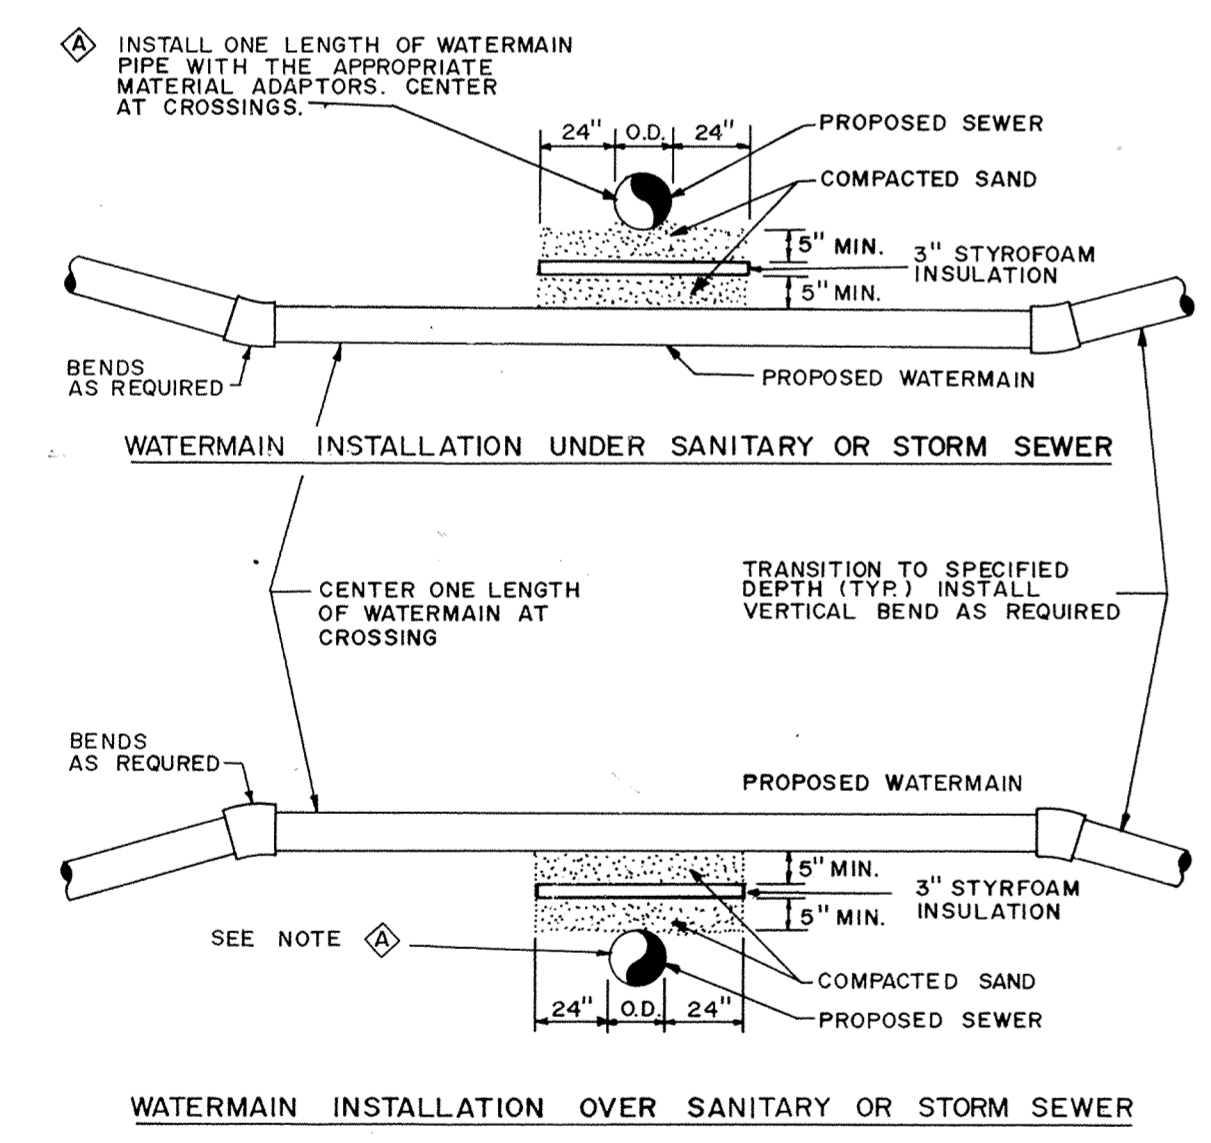 A INSTALL ONE LENGTH OF WATERMAIN
PIPE WITH THE APPROPRIATE
MATERIAL ADAPTORS. CENTER
AT CROSSINGS.
24" O.D. 24"
PROPOSED SEWER
COMPACTED SAND
5" MIN.
3" STYROFOAM
INSULATION
5" MIN.
BENDS
AS REQUIRED
PROPOSED WATERMAIN
WATERMAIN INSTALLATION UNDER SANITARY OR STORM SEWER
CENTER ONE LENGTH
OF WATERMAIN AT
CROSSING
TRANSITION TO SPECIFIED
DEPTH (TYP.) INSTALL
VERTICAL BEND AS REQUIRED
BENDS
AS REQURED
PROPOSED WATERMAIN
5" MIN.
3" STYRFOAM
INSULATION
5" MIN.
SEE NOTE A
COMPACTED SAND
24" O.D. 24"
PROPOSED SEWER
WATERMAIN INSTALLATION OVER SANITARY OR STORM SEWER